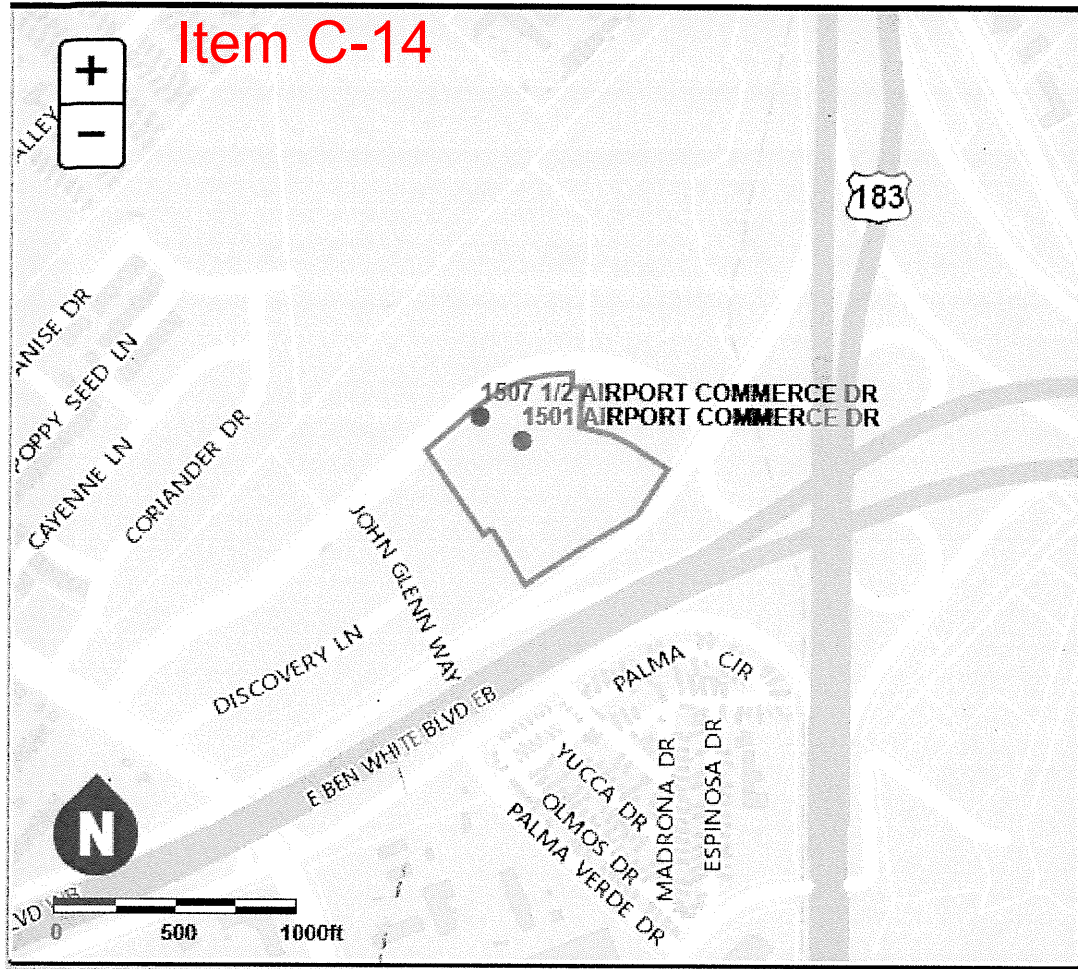 Item C-14
+
−
183
ANISE DR
POPPY SEED LN
CAYENNE LN
CORIANDER DR
1507 1/2 AIRPORT COMMERCE DR
1501 AIRPORT COMMERCE DR
JOHN GLENN WAY
DISCOVERY LN
E BEN WHITE BLVD EB
PALMA CIR
YUCCA DR
OLMOS DR
PALMA VERDE DR
MADRONA DR
ESPINOSA DR
N
0 500 1000ft